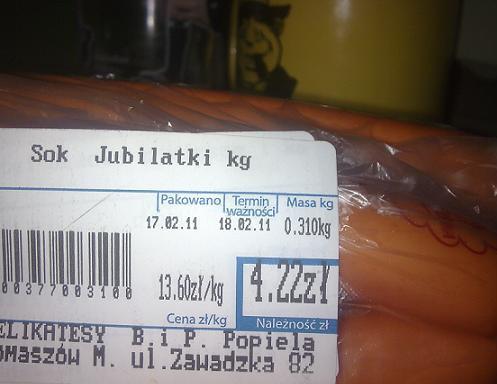 Sok Jubilatki kg
Pakowano Termin ważności Masa kg
17.02.11 18.02.11 0.310kg
13.60zł/kg 4.22zł
Cena zł/kg Należność zł
000377003100
ELIKATESY B.i P. Popiela
OMASZÓW M. ul.Zawadzka 82